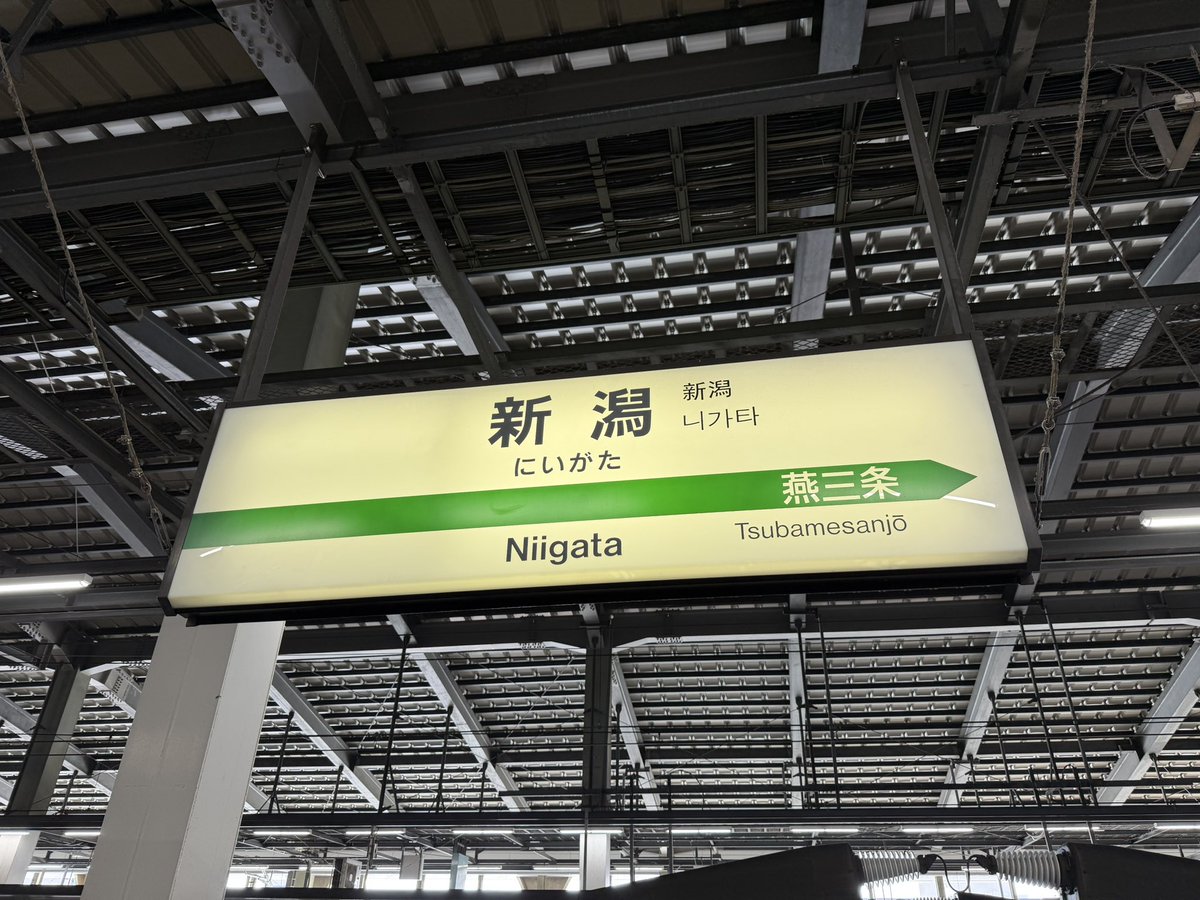 新潟
新潟
니가타
にいがた
燕三条
Niigata
Tsubamesanjō